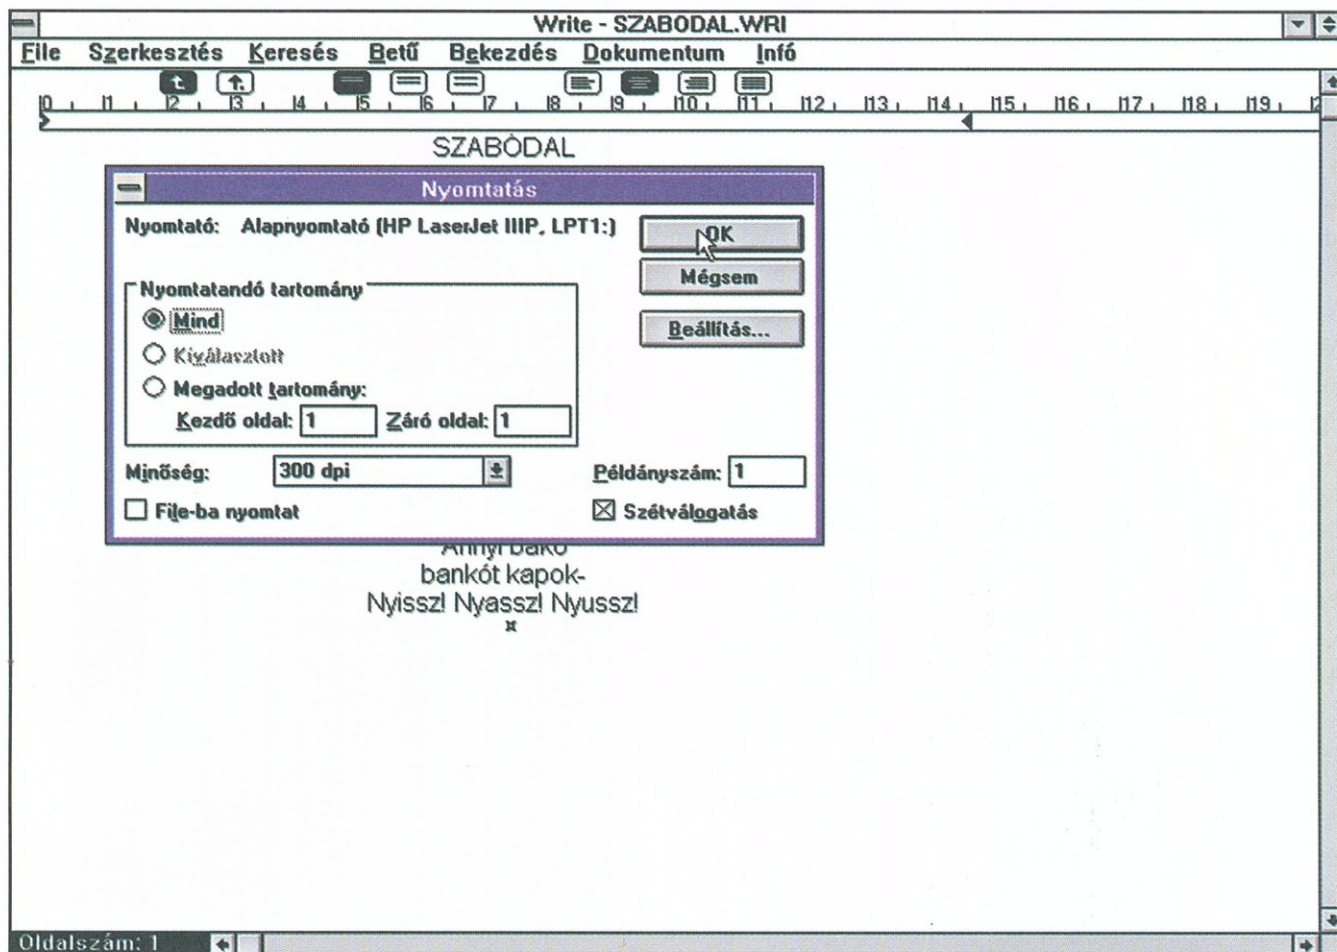 Write - SZABODAL.WRI
File Szerkesztés Keresés Betű Bekezdés Dokumentum Infó
0 1 2 3 4 5 6 7 8 9 10 11 12 13 14 15 16 17 18 19
SZABÓDAL
Nyomtatás
Nyomtató: Alapnyomtató (HP LaserJet IIIP, LPT1:)
OK
Mégsem
Beállítás...
Nyomtatandó tartomány
Mind
Kiválasztott
Megadott tartomány:
Kezdő oldal: 1 Záró oldal: 1
Minőség: 300 dpi
Példányszám: 1
File-ba nyomtat
Szétválogatás
Annyi bakó
bankót kapok-
Nyissz! Nyassz! Nyussz!
Oldalszám: 1